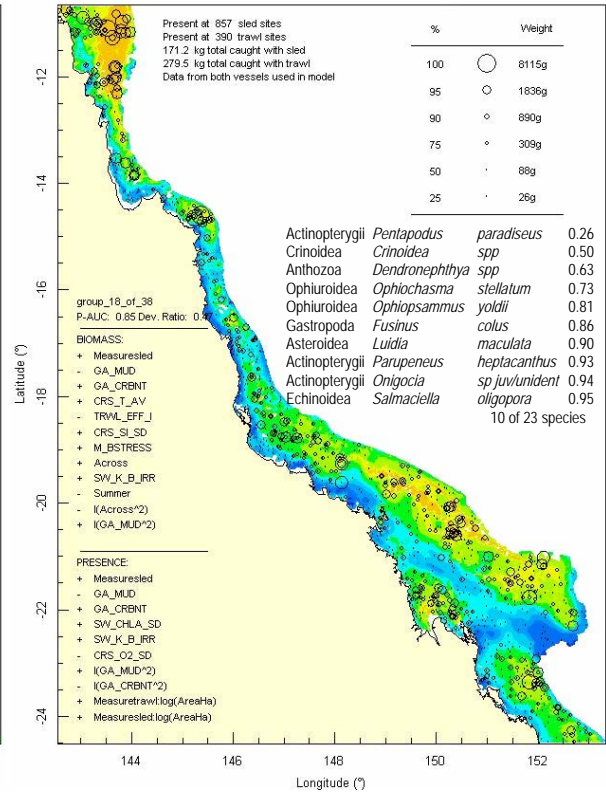 Present at 857 sled sites
Present at 390 trawl sites
171.2 kg total caught with sled
279.5 kg total caught with trawl
Data from both vessels used in model
% Weight
100 8115g
95 1836g
90 890g
75 309g
50 88g
25 26g
Actinopterygii Pentapodus paradiseus 0.26
Crinoidea Crinoidea spp 0.50
Anthozoa Dendronephthya spp 0.63
Ophiuroidea Ophiochasma stellatum 0.73
Ophiuroidea Ophiopsammus yoldii 0.81
Gastropoda Fusinus colus 0.86
Asteroidea Luidia maculata 0.90
Actinopterygii Parupeneus heptacanthus 0.93
Actinopterygii Onigocia sp juv/unident 0.94
Echinoidea Salmaciella oligopora 0.95
10 of 23 species
group_18_of_38
P-AUC: 0.85 Dev. Ratio:
BIOMASS:
+ Measuresled
- GA_MUD
+ GA_CRBNT
+ CRS_T_AV
- TRWL_EFF_I
+ CRS_SI_SD
+ M_BSTRESS
+ Across
+ SW_K_B_IRR
- Summer
- I(Across^2)
+ I(GA_MUD^2)
PRESENCE:
+ Measuresled
- GA_MUD
+ GA_CRBNT
+ SW_CHLA_SD
+ SW_K_B_IRR
- CRS_O2_SD
+ I(GA_MUD^2)
- I(GA_CRBNT^2)
+ Measuretrawl:log(AreaHa)
+ Measuresled:log(AreaHa)
Latitude (°)
-12
-14
-16
-18
-20
-22
-24
144 146 148 150 152
Longitude (°)